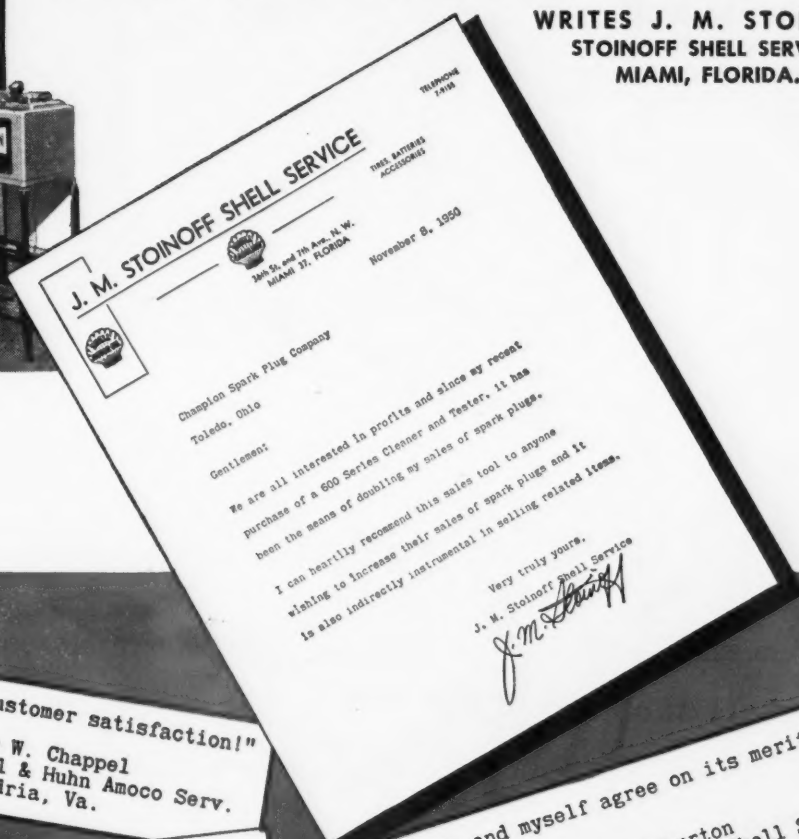 WRITES J. M. STO
STOINOFF SHELL SERV
MIAMI, FLORIDA.
TELEPHONE
7-9155
J. M. STOINOFF SHELL SERVICE
TIRES, BATTERIES
ACCESSORIES
36th St. and 7th Ave., N. W.
MIAMI 37, FLORIDA
November 8, 1950
Champion Spark Plug Company
Toledo, Ohio
Gentlemen:
We are all interested in profits and since my recent
purchase of a 600 Series Cleaner and Tester, it has
been the means of doubling my sales of spark plugs.
I can heartily recommend this sales tool to anyone
wishing to increase their sales of spark plugs and it
is also indirectly instrumental in selling related items.
Very truly yours,
J. M. Stoinoff Shell Service
J. M. Stoinoff
ustomer satisfaction!"
W. Chappel
l & Huhn Amoco Serv.
dria, Va.
and myself agree on its merit
rton
ell S